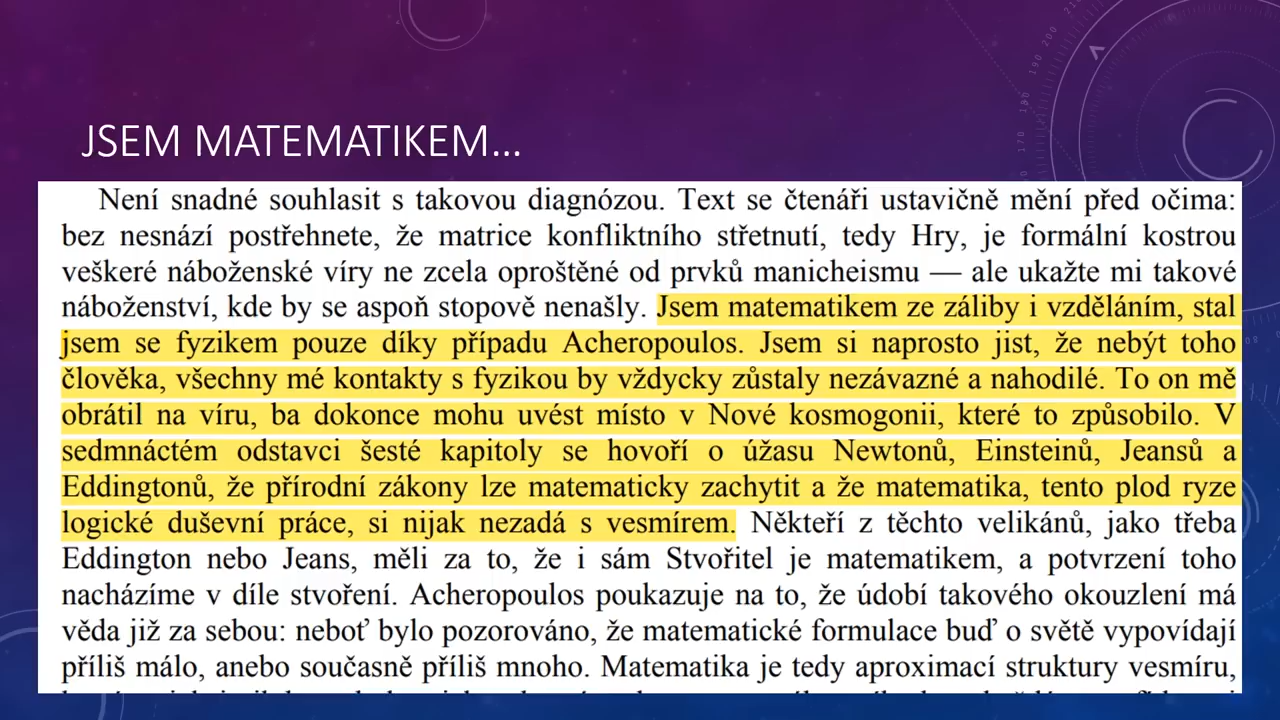 JSEM MATEMATIKEM...
Není snadné souhlasit s takovou diagnózou. Text se čtenáři ustavičně mění před očima:
bez nesnází postřehnete, že matrice konfliktního střetnutí, tedy Hry, je formální kostrou
veškeré náboženské víry ne zcela oproštěné od prvků manicheismu — ale ukažte mi takové
náboženství, kde by se aspoň stopově nenašly. Jsem matematikem ze záliby i vzděláním, stal
jsem se fyzikem pouze díky případu Acheropoulos. Jsem si naprosto jist, že nebýt toho
člověka, všechny mé kontakty s fyzikou by vždycky zůstaly nezávazné a nahodilé. To on mě
obrátil na víru, ba dokonce mohu uvést místo v Nové kosmogonii, které to způsobilo. V
sedmnáctém odstavci šesté kapitoly se hovoří o úžasu Newtonů, Einsteinů, Jeansů a
Eddingtonů, že přírodní zákony lze matematicky zachytit a že matematika, tento plod ryze
logické duševní práce, si nijak nezadá s vesmírem. Někteří z těchto velikánů, jako třeba
Eddington nebo Jeans, měli za to, že i sám Stvořitel je matematikem, a potvrzení toho
nacházíme v díle stvoření. Acheropoulos poukazuje na to, že údobí takového okouzlení má
věda již za sebou: neboť bylo pozorováno, že matematické formulace buď o světě vypovídají
příliš málo, anebo současně příliš mnoho. Matematika je tedy aproximací struktury vesmíru,
210
200
190
180
170